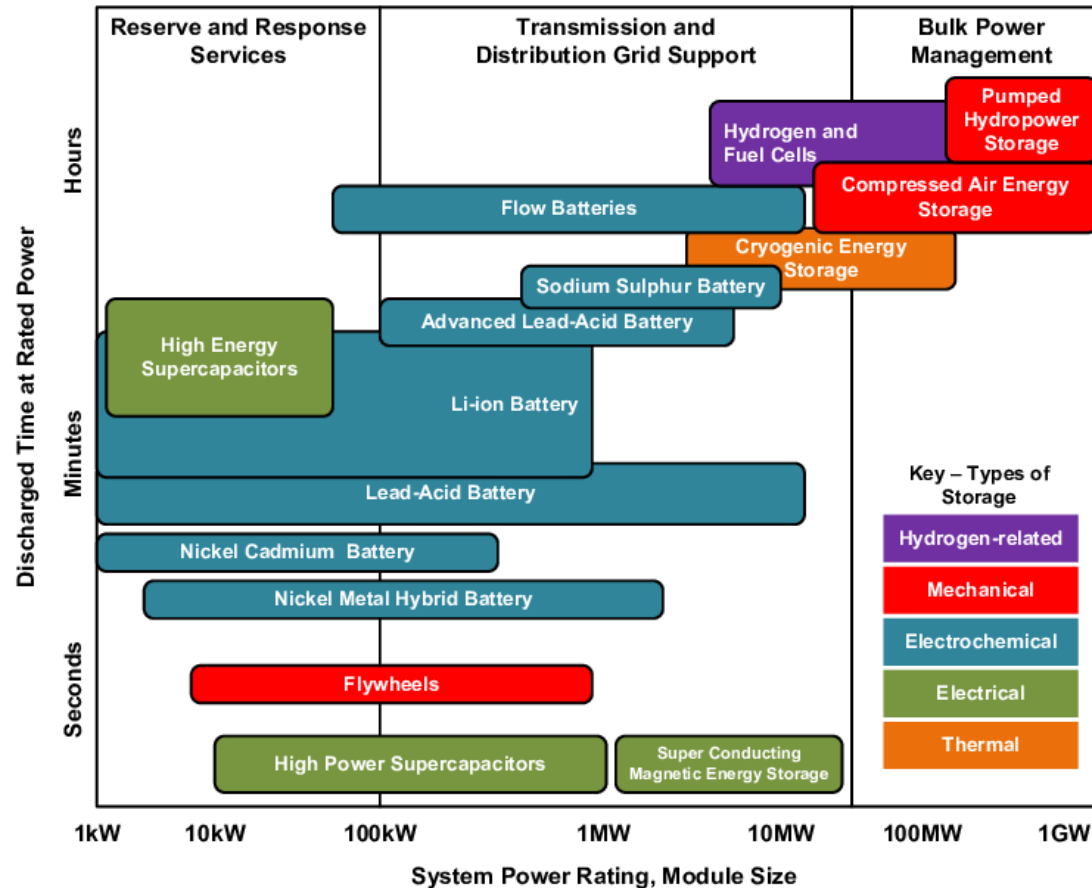 Reserve and Response
Services
Transmission and
Distribution Grid Support
Bulk Power
Management
Discharged Time at Rated Power
Hours
Minutes
Seconds
Pumped
Hydropower
Storage
Hydrogen and
Fuel Cells
Compressed Air Energy
Storage
Flow Batteries
Cryogenic Energy
Storage
Sodium Sulphur Battery
Advanced Lead-Acid Battery
High Energy
Supercapacitors
Li-ion Battery
Lead-Acid Battery
Nickel Cadmium Battery
Nickel Metal Hybrid Battery
Flywheels
High Power Supercapacitors
Super Conducting
Magnetic Energy Storage
Key – Types of
Storage
Hydrogen-related
Mechanical
Electrochemical
Electrical
Thermal
1kW 10kW 100kW 1MW 10MW 100MW 1GW
System Power Rating, Module Size